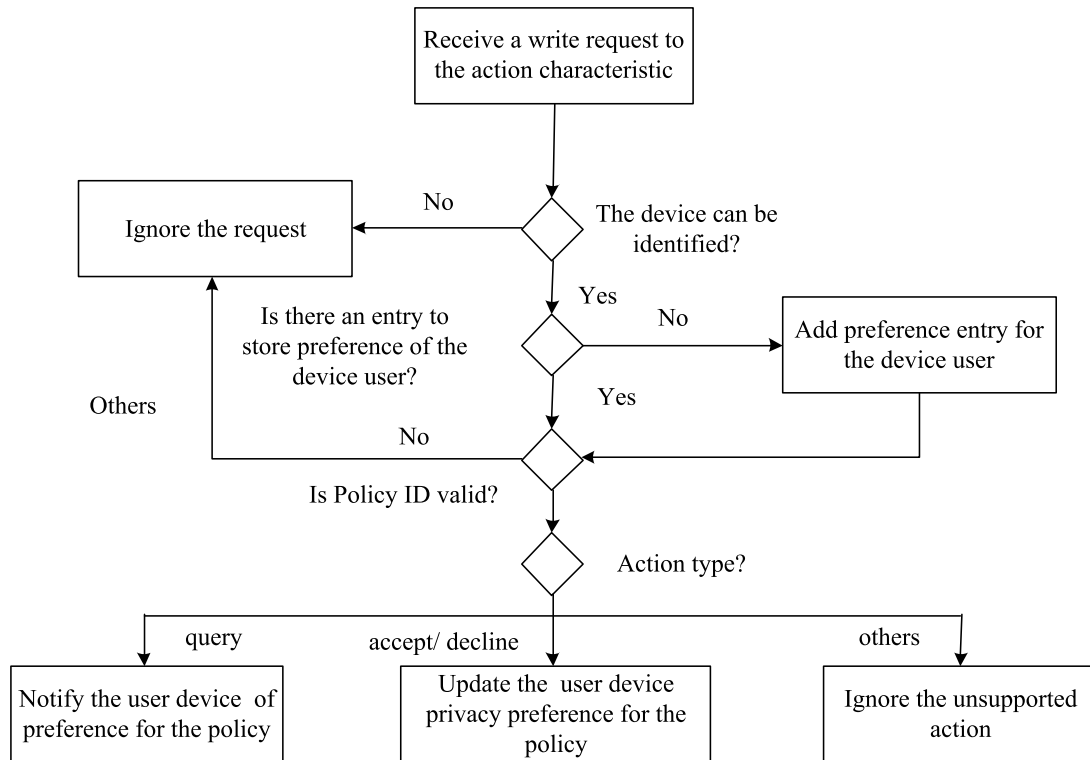 Receive a write request to
the action characteristic
No
The device can be
identified?
Ignore the request
Yes
Is there an entry to
store preference of the
device user?
No
Add preference entry for
the device user
Yes
Others
No
Is Policy ID valid?
Action type?
query
accept/ decline
others
Notify the user device of
preference for the policy
Update the user device
privacy preference for the
policy
Ignore the unsupported
action